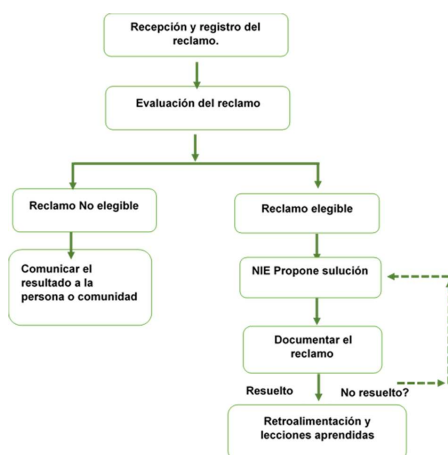 Recepción y registro del
reclamo.
Evaluación del reclamo
Reclamo No elegible
Reclamo elegible
Comunicar el
resultado a la
persona o comunidad
NIE Propone sulución
Documentar el
reclamo
Resuelto
No resuelto?
Retroalimentación y
lecciones aprendidas